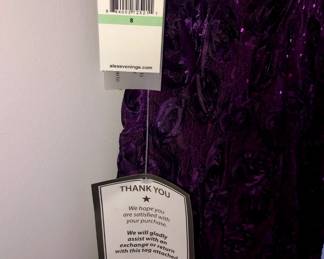 8
alexevenings.com
THANK YOU
We hope you
are satisfied with
your purchase.
We will gladly
assist with an
exchange or return
with this tag attached